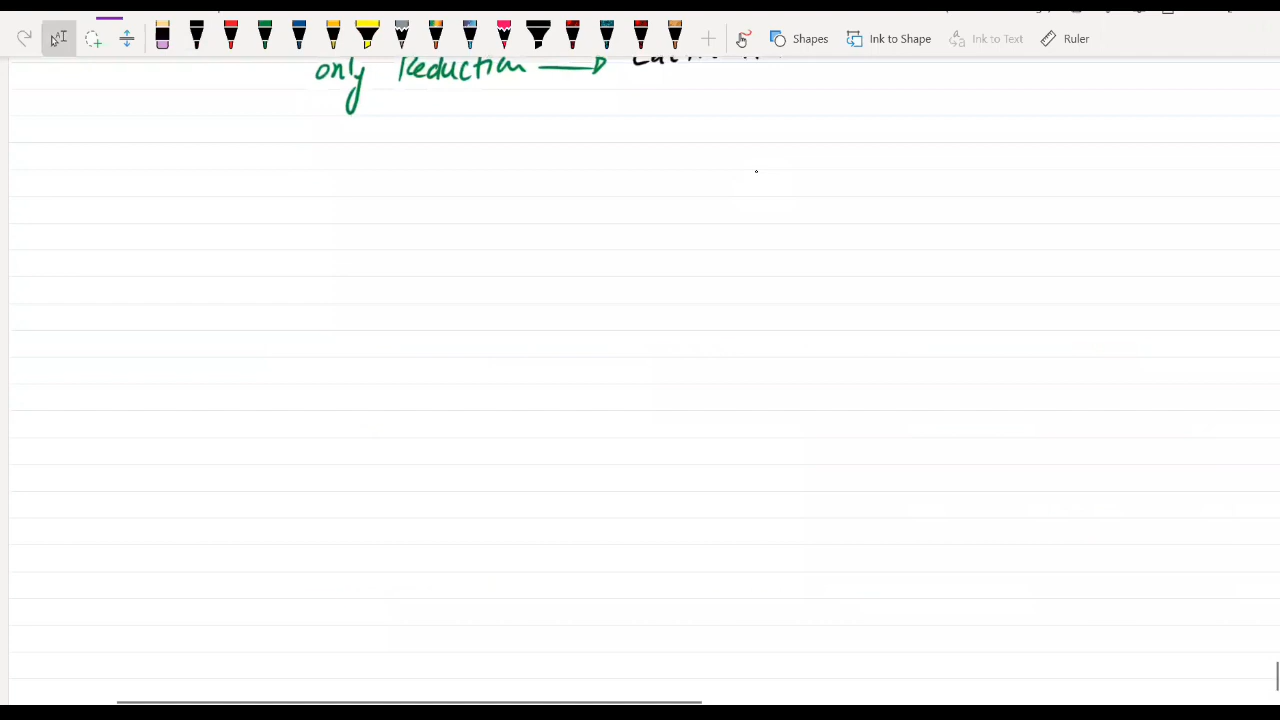 Shapes
Ink to Shape
Ink to Text
Ruler
only Reduction